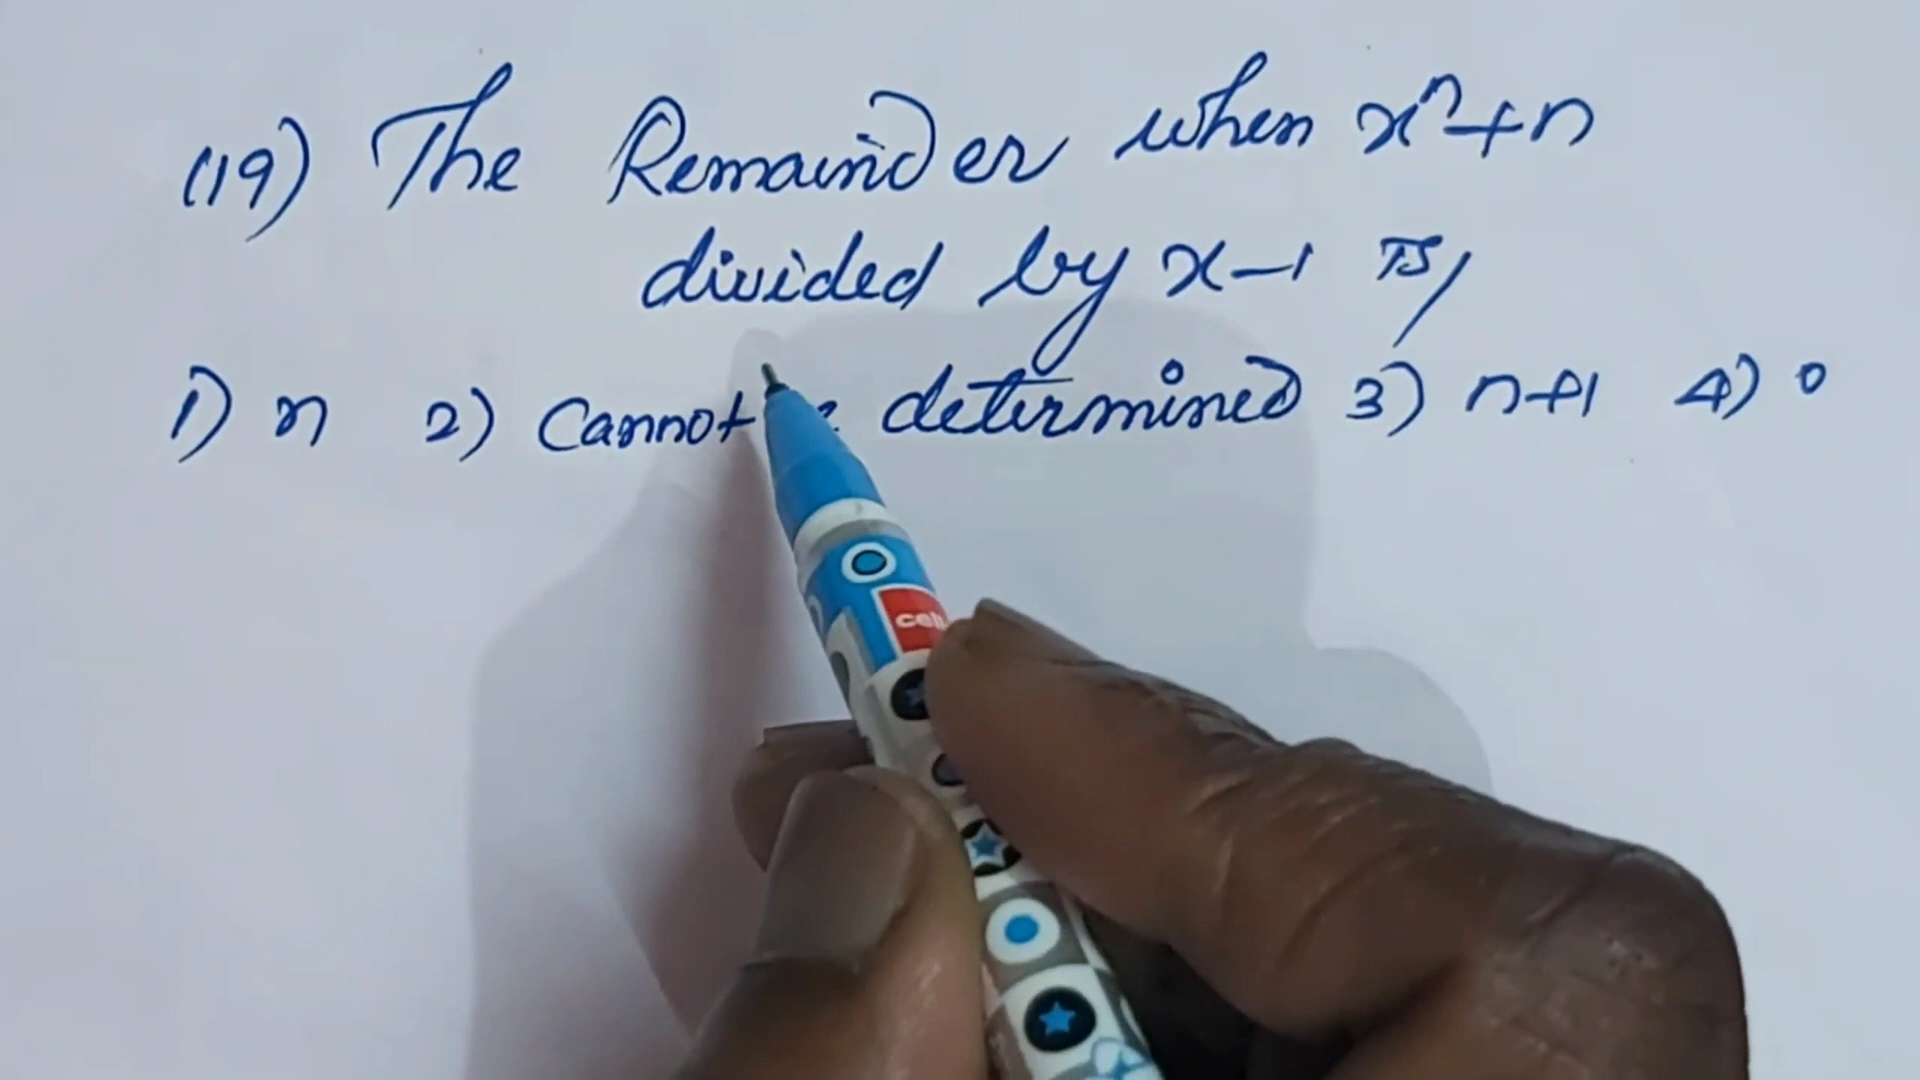 (19) The Remainder when xⁿ+n
divided by x-1 is,
1) n 2) Cannot determined 3) n+1 4) 0